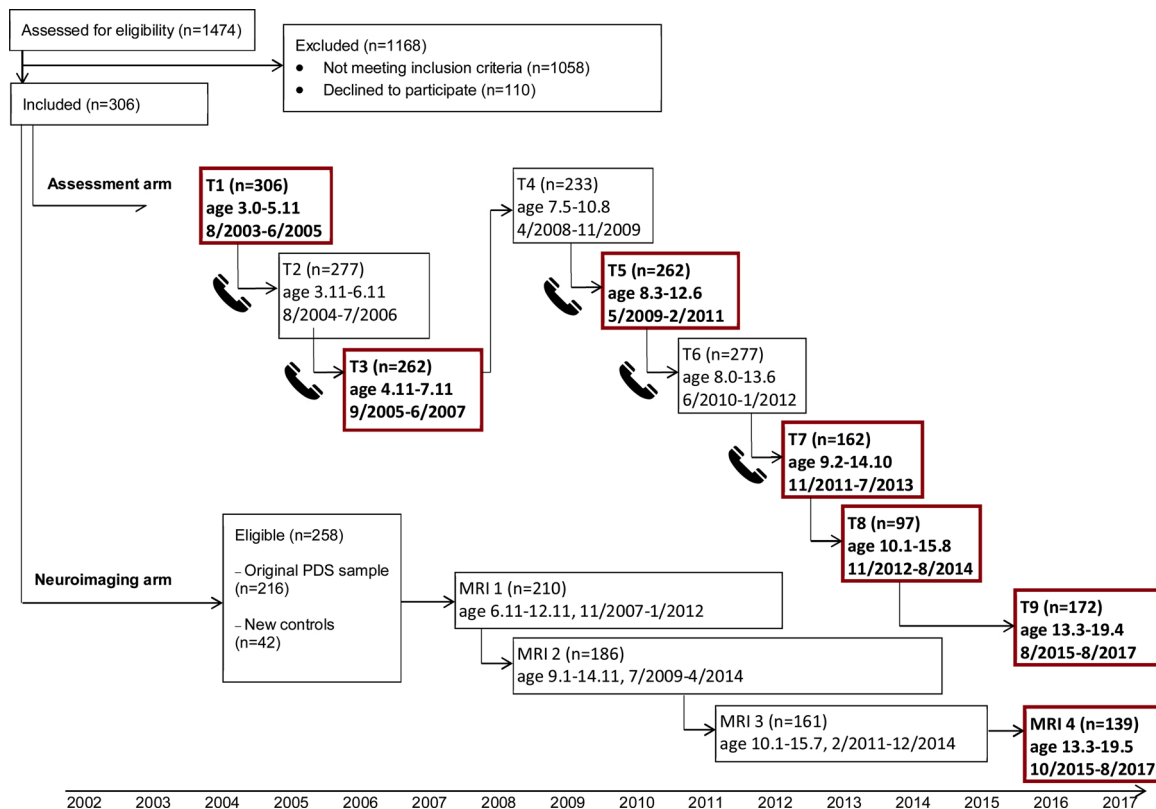 Assessed for eligibility (n=1474)
Excluded (n=1168)
• Not meeting inclusion criteria (n=1058)
• Declined to participate (n=110)
Included (n=306)
Assessment arm
T1 (n=306)
age 3.0-5.11
8/2003-6/2005
T2 (n=277)
age 3.11-6.11
8/2004-7/2006
T3 (n=262)
age 4.11-7.11
9/2005-6/2007
T4 (n=233)
age 7.5-10.8
4/2008-11/2009
T5 (n=262)
age 8.3-12.6
5/2009-2/2011
T6 (n=277)
age 8.0-13.6
6/2010-1/2012
T7 (n=162)
age 9.2-14.10
11/2011-7/2013
T8 (n=97)
age 10.1-15.8
11/2012-8/2014
T9 (n=172)
age 13.3-19.4
8/2015-8/2017
Neuroimaging arm
Eligible (n=258)
– Original PDS sample
(n=216)
– New controls
(n=42)
MRI 1 (n=210)
age 6.11-12.11, 11/2007-1/2012
MRI 2 (n=186)
age 9.1-14.11, 7/2009-4/2014
MRI 3 (n=161)
age 10.1-15.7, 2/2011-12/2014
MRI 4 (n=139)
age 13.3-19.5
10/2015-8/2017
2002 2003 2004 2005 2006 2007 2008 2009 2010 2011 2012 2013 2014 2015 2016 2017